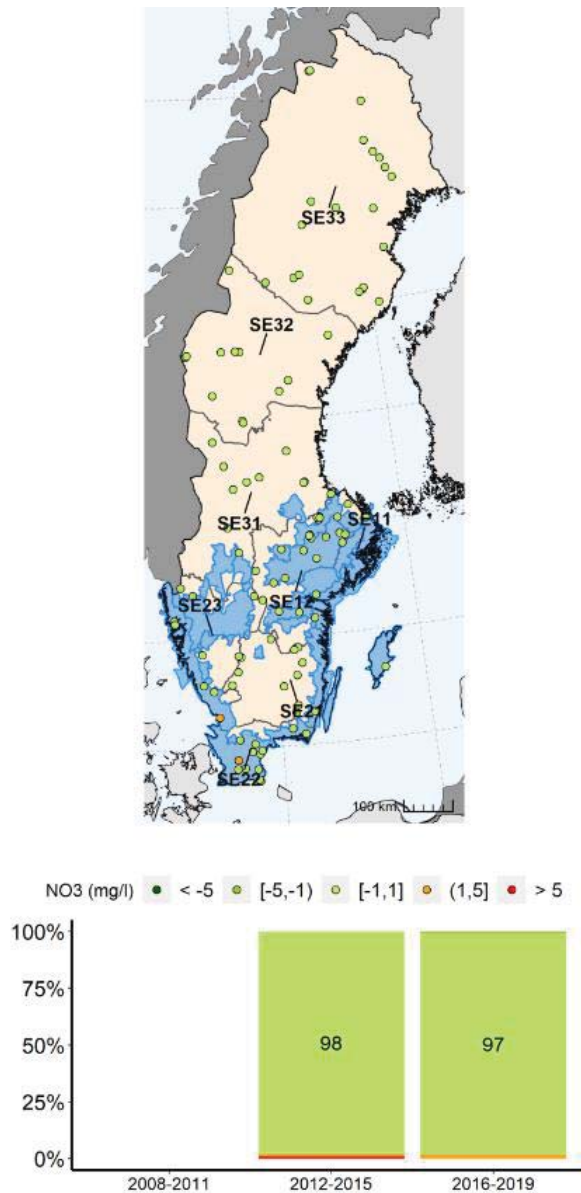 SE33
SE32
SE31
SE11
SE23
SE12
SE21
SE22
100 km
NO3 (mg/l) < -5 [-5,-1) [-1,1] (1,5] > 5
100%
75%
50%
25%
0%
98
97
2008-2011 2012-2015 2016-2019